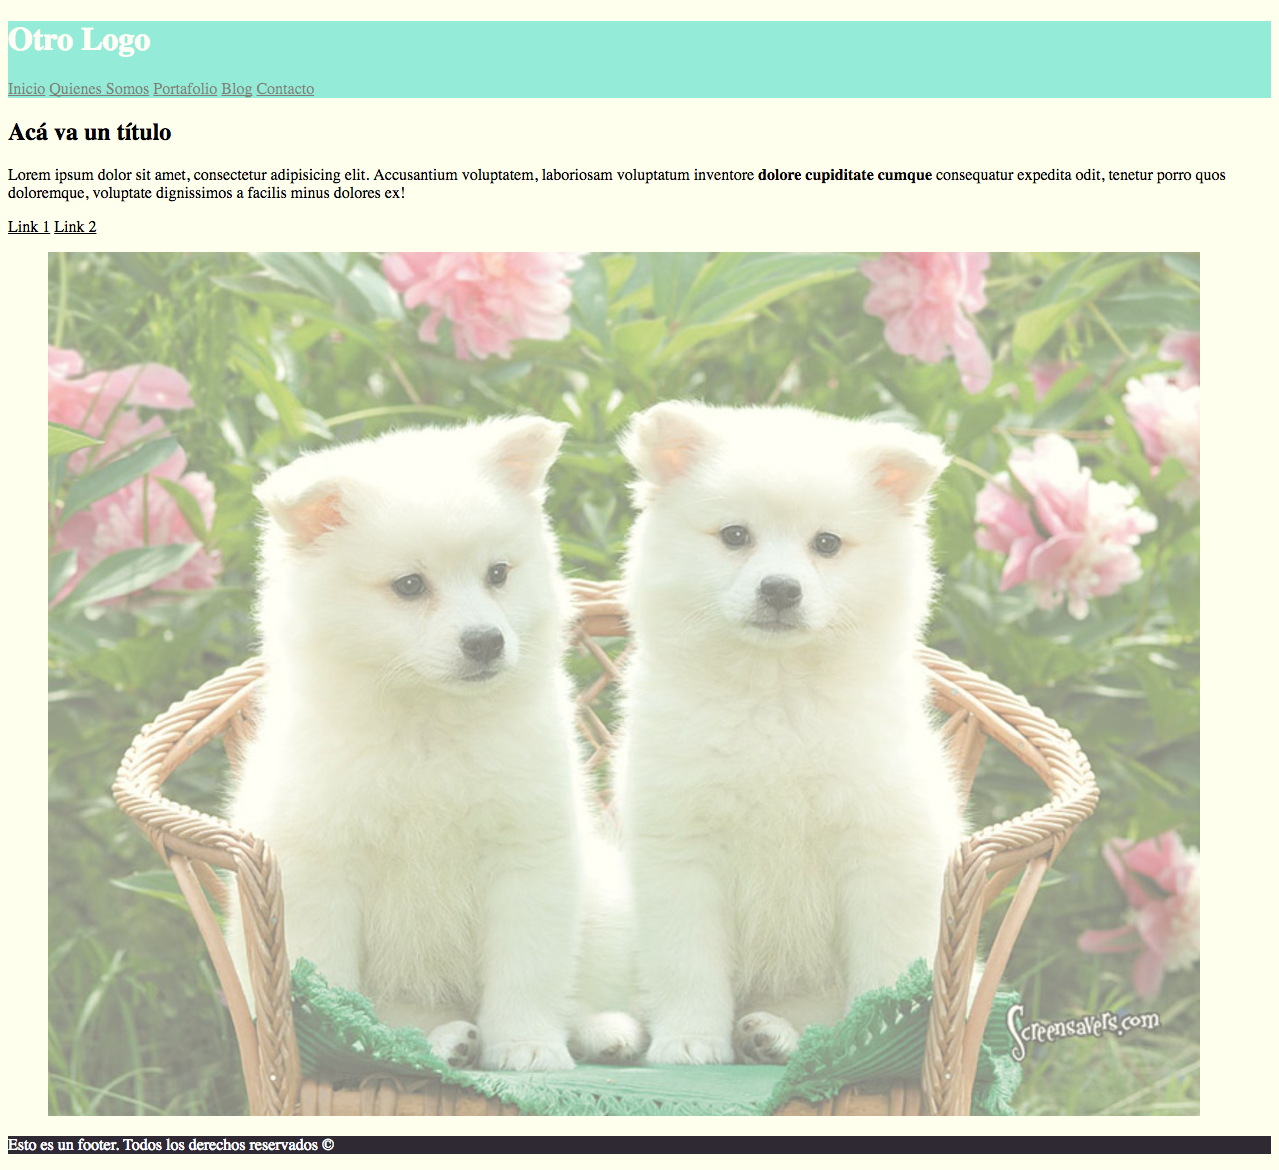 Otro Logo
Inicio Quienes Somos Portafolio Blog Contacto
Acá va un título
Lorem ipsum dolor sit amet, consectetur adipisicing elit. Accusantium voluptatem, laboriosam voluptatum inventore dolore cupiditate cumque consequatur expedita odit, tenetur porro quos
doloremque, voluptate dignissimos a facilis minus dolores ex!
Link 1 Link 2
Screensavers.com
Esto es un footer. Todos los derechos reservados ©